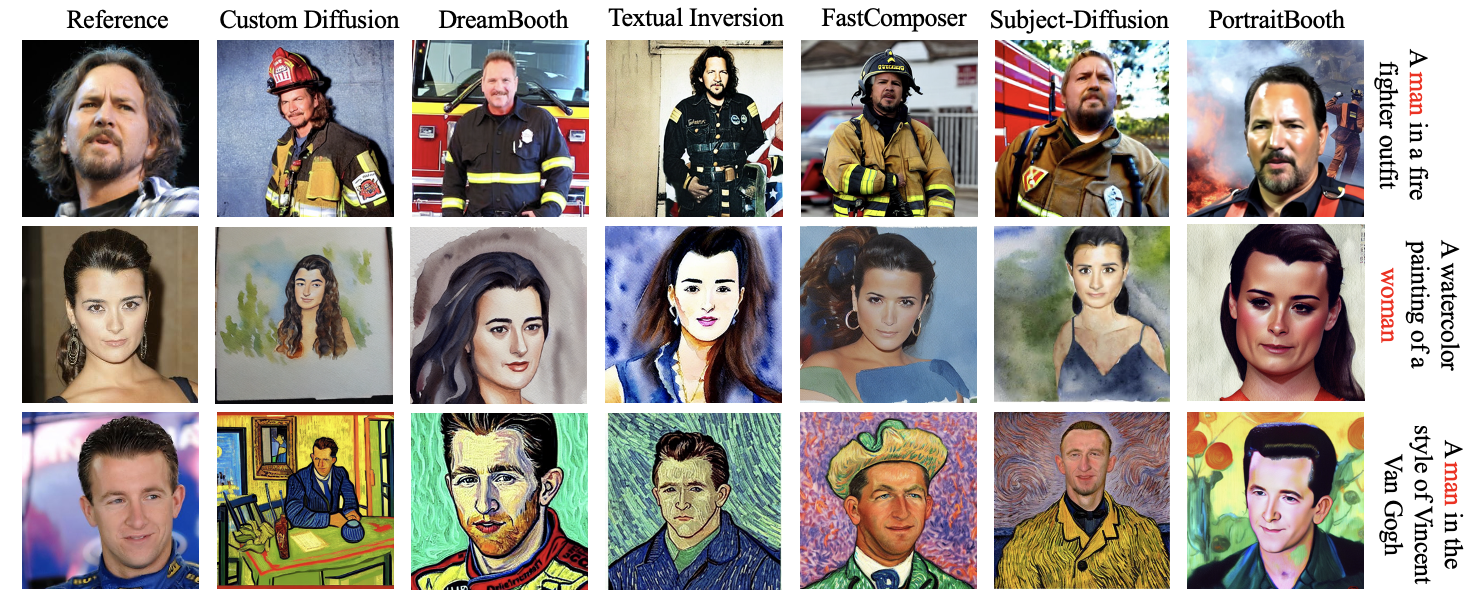 Reference
Custom Diffusion
DreamBooth
Textual Inversion
FastComposer
Subject-Diffusion
PortraitBooth
A man in a fire
fighter outfit
A watercolor
painting of a
woman
A man in the
style of Vincent
Van Gogh